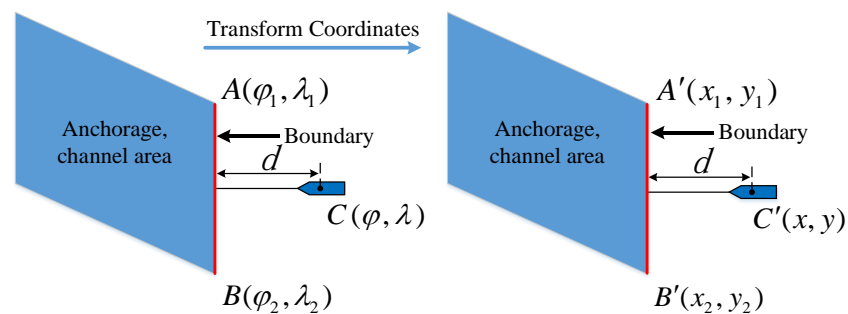 Transform Coordinates
A(φ₁, λ₁)
Anchorage,
channel area
Boundary
d
C(φ, λ)
B(φ₂, λ₂)
A′(x₁, y₁)
Anchorage,
channel area
Boundary
d
C′(x, y)
B′(x₂, y₂)